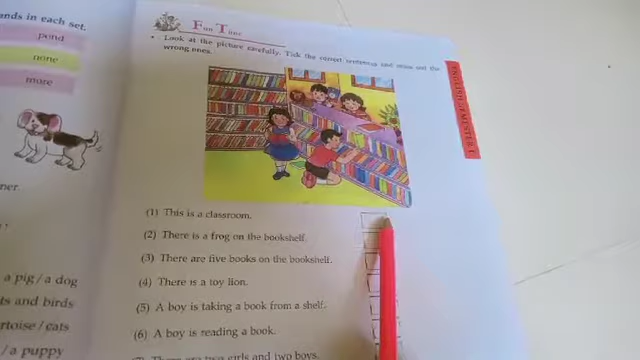 ands in each set.
pond
none
more
ner.
a pig / a dog
ts and birds
rtoise / cats
/ a puppy
Fun Time
• Look at the picture carefully. Tick the correct sentences and cross out the
wrong ones.
(1) This is a classroom.
(2) There is a frog on the bookshelf.
(3) There are five books on the bookshelf.
(4) There is a toy lion.
(5) A boy is taking a book from a shelf.
(6) A boy is reading a book.
(7) There are two girls and two boys.
ENGLISH (SEMESTER 1)